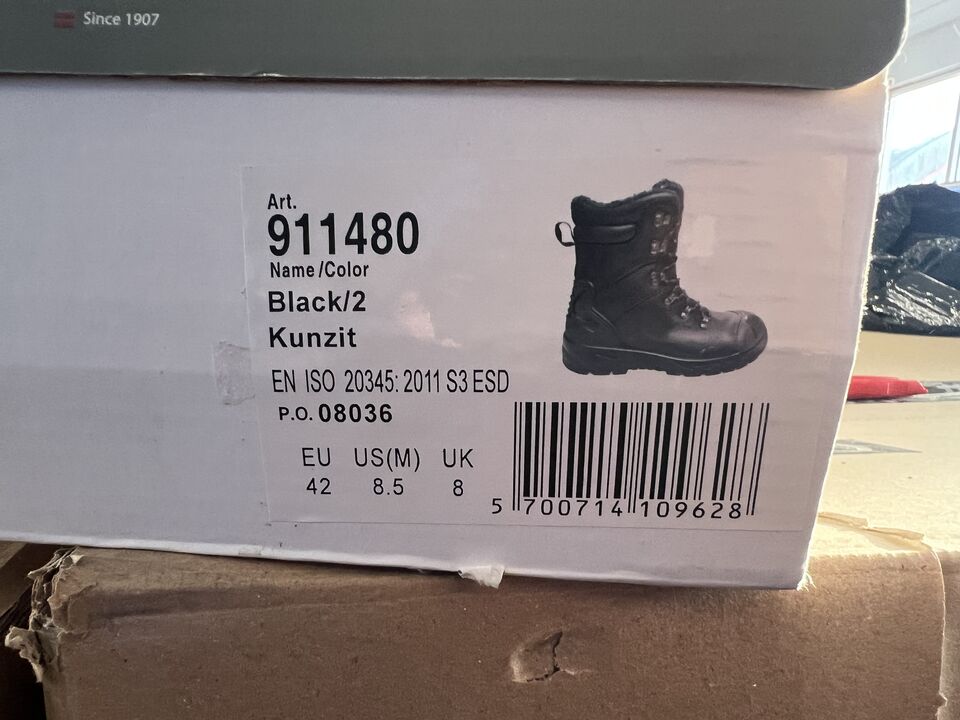 Since 1907
Art.
911480
Name/Color
Black/2
Kunzit
EN ISO 20345: 2011 S3 ESD
P.O. 08036
EU US(M) UK
42 8.5 8
5 700714 109628